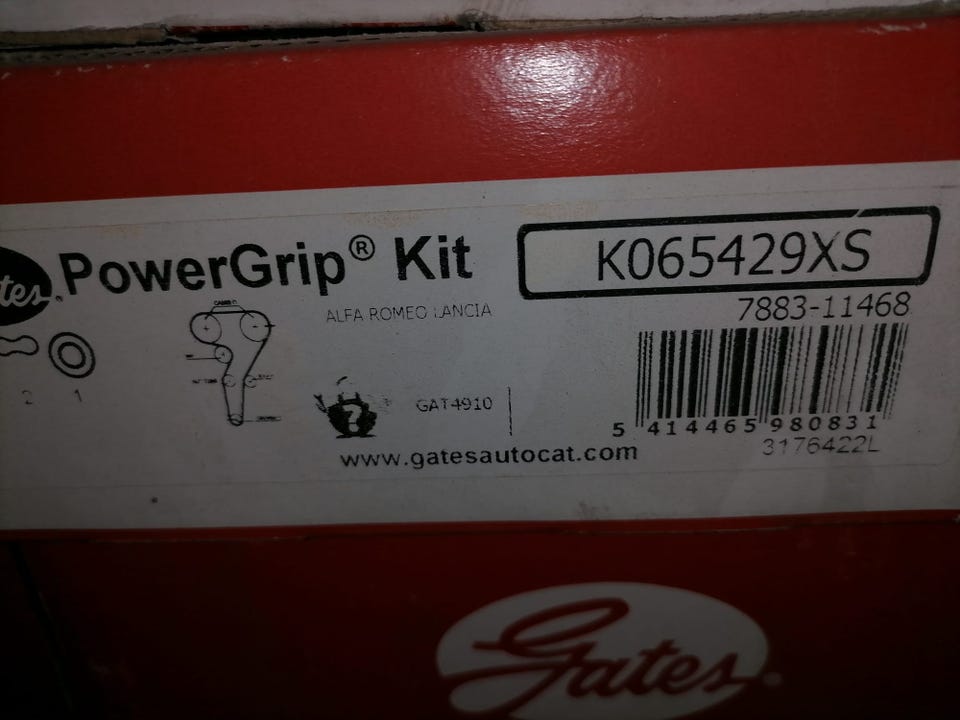 Gates®
PowerGrip® Kit
K065429XS
7883-11468
ALFA ROMEO LANCIA
2 1
GAT4910
?
5 414465 980831
3176422L
www.gatesautocat.com
Gates®